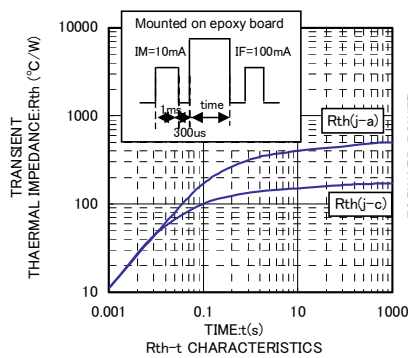 Mounted on epoxy board
IM=10mA
IF=100mA
1ms
time
300us
TRANSIENT
THAERMAL IMPEDANCE:Rth (℃/W)
10000
1000
100
10
Rth(j-a)
Rth(j-c)
0.001
0.1
10
1000
TIME:t(s)
Rth-t CHARACTERISTICS